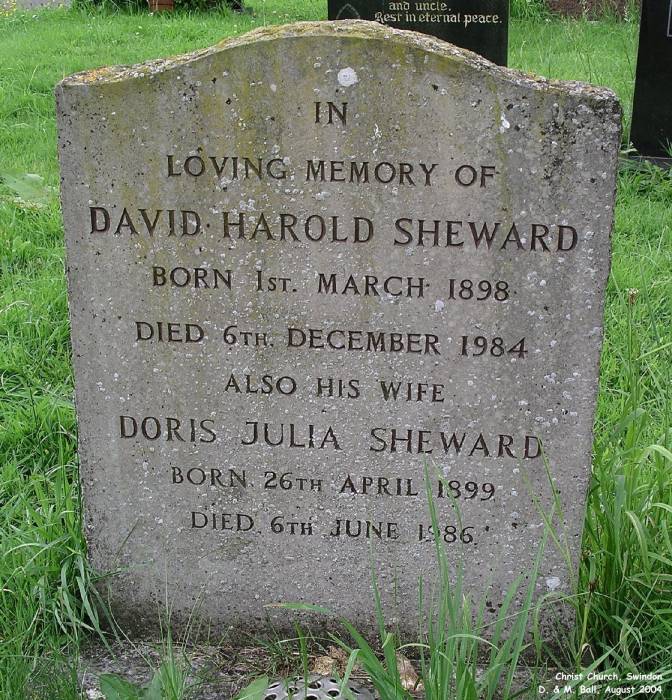 and uncle.
Rest in eternal peace.
IN
LOVING MEMORY OF
DAVID HAROLD SHEWARD
BORN 1ST. MARCH 1898
DIED 6TH. DECEMBER 1984
ALSO HIS WIFE
DORIS JULIA SHEWARD
BORN 26TH APRIL 1899
DIED 6TH JUNE 1986.
Christ Church, Swindon
D. & M. Ball, August 2004